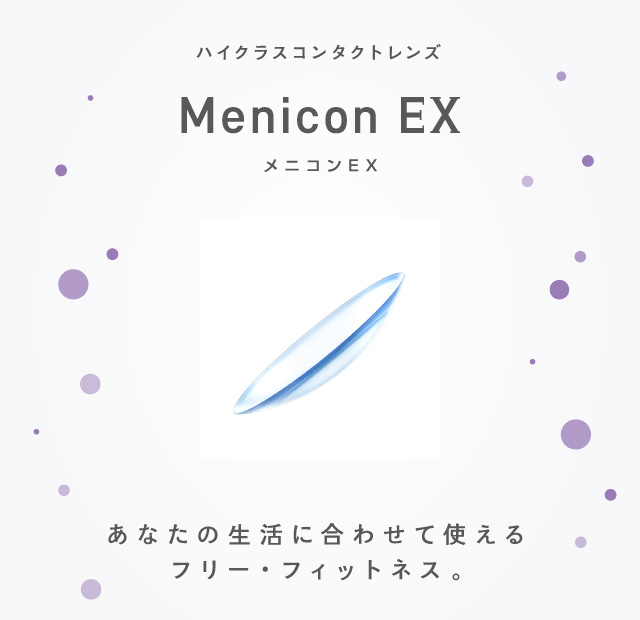 ハイクラスコンタクトレンズ
Menicon EX
メニコンEX
あなたの生活に合わせて使える
フリー・フィットネス。